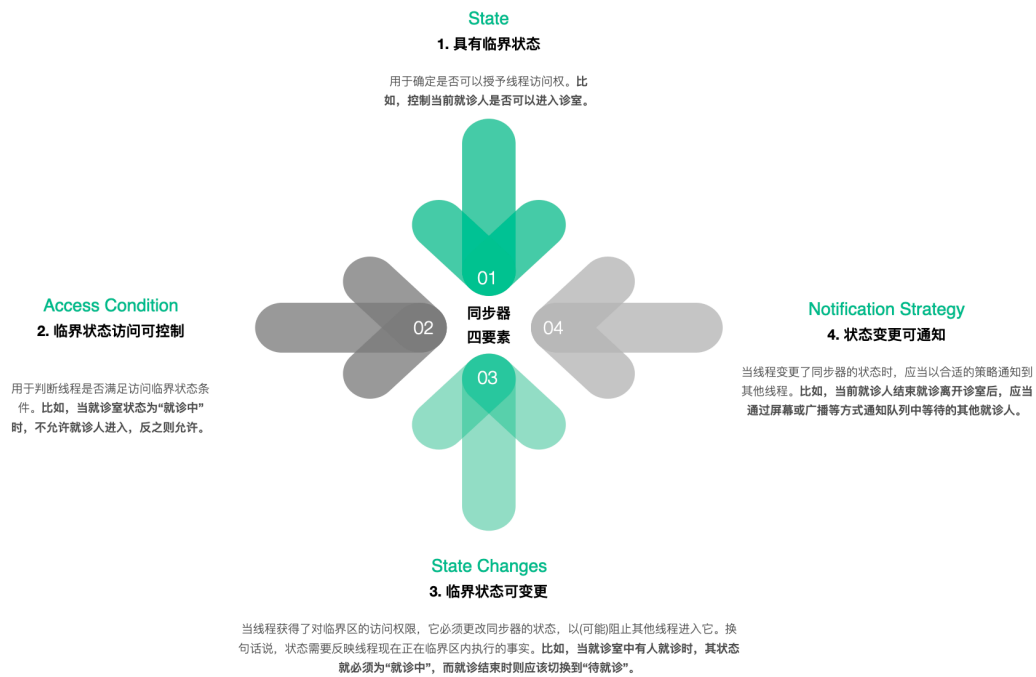 State
1. 具有临界状态
用于确定是否可以授予线程访问权。比
如，控制当前就诊人是否可以进入诊室。
01
Access Condition
2. 临界状态访问可控制
用于判断线程是否满足访问临界状态条
件。比如，当就诊室状态为“就诊中”
时，不允许就诊人进入，反之则允许。
02
同步器
四要素
04
Notification Strategy
4. 状态变更可通知
当线程变更了同步器的状态时，应当以合适的策略通知到
其他线程。比如，当前就诊人结束就诊离开诊室后，应当
通过屏幕或广播等方式通知队列中等待的其他就诊人。
03
State Changes
3. 临界状态可变更
当线程获得了对临界区的访问权限，它必须更改同步器的状态，以(可能)阻止其他线程进入它。换
句话说，状态需要反映线程现在正在临界区内执行的事实。比如，当就诊室中有人就诊时，其状态
就必须为“就诊中”，而就诊结束时则应该切换到“待就诊”。